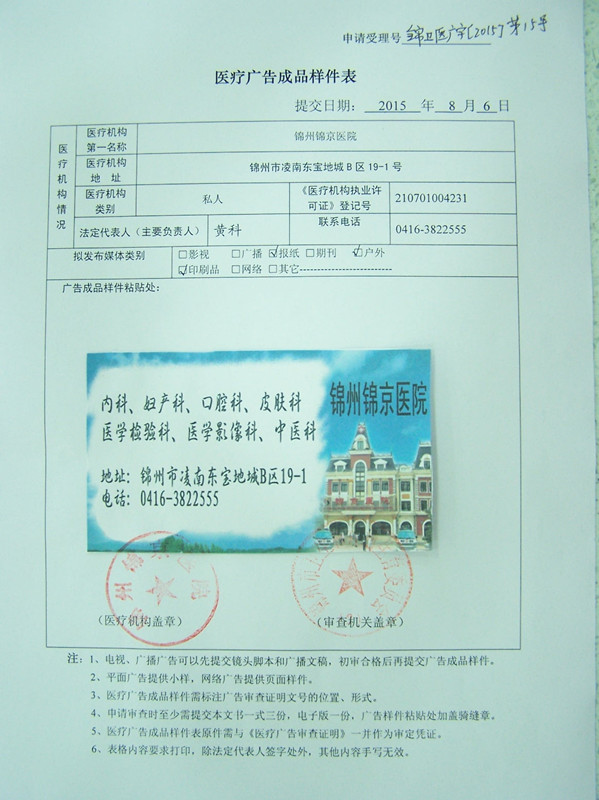 申请受理号 锦卫医广字[2015]第15号
医疗广告成品样件表
提交日期: 2015 年 8 月 6 日
医疗机构情况
医疗机构第一名称
锦州锦京医院
医疗机构地 址
锦州市凌南东宝地城B区19-1号
医疗机构类别
私人
《医疗机构执业许可证》登记号
210701004231
法定代表人（主要负责人）
黄科
联系电话
0416-3822555
拟发布媒体类别
□影视 □广播 ☑报纸 □期刊 ☑户外
☑印刷品 □网络 □其它--------------------------
广告成品样件粘贴处:
锦州锦京医院
内科、妇产科、口腔科、皮肤科
医学检验科、医学影像科、中医科
地址: 锦州市凌南东宝地城B区19-1
电话: 0416-3822555
（医疗机构盖章）
（审查机关盖章）
注: 1、电视、广播广告可以先提交镜头脚本和广播文稿，初审合格后再提交广告成品样件。
2、平面广告提供小样，网络广告提供页面样件。
3、医疗广告成品样件需标注广告审查证明文号的位置、形式。
4、申请审查时至少需提交本文书一式三份，电子版一份，广告样件粘贴处加盖骑缝章。
5、医疗广告成品样件表原件需与《医疗广告审查证明》一并作为审定凭证。
6、表格内容要求打印，除法定代表人签字处外，其他内容手写无效。